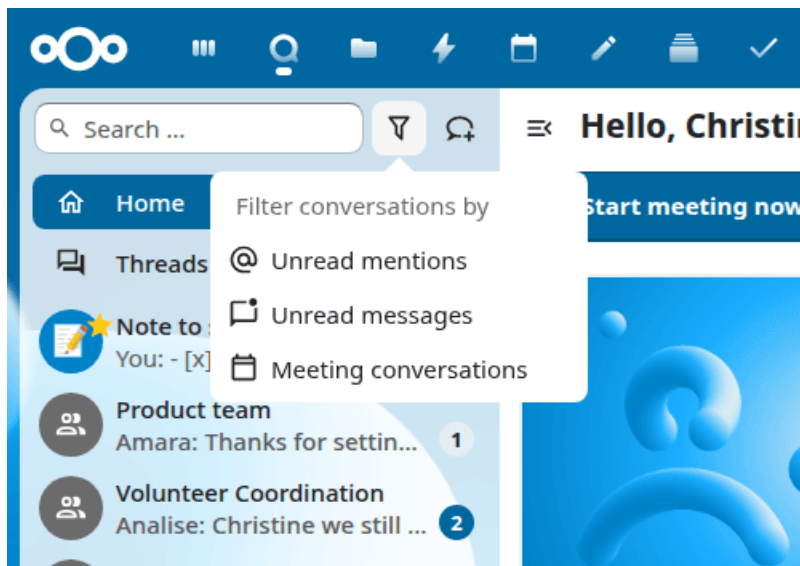 Search ...
Hello, Christi
Home
Filter conversations by
Start meeting now
Unread mentions
Threads
Unread messages
Note to
You: - [x]
Meeting conversations
Product team
Amara: Thanks for settin...
1
Volunteer Coordination
Analise: Christine we still ...
2